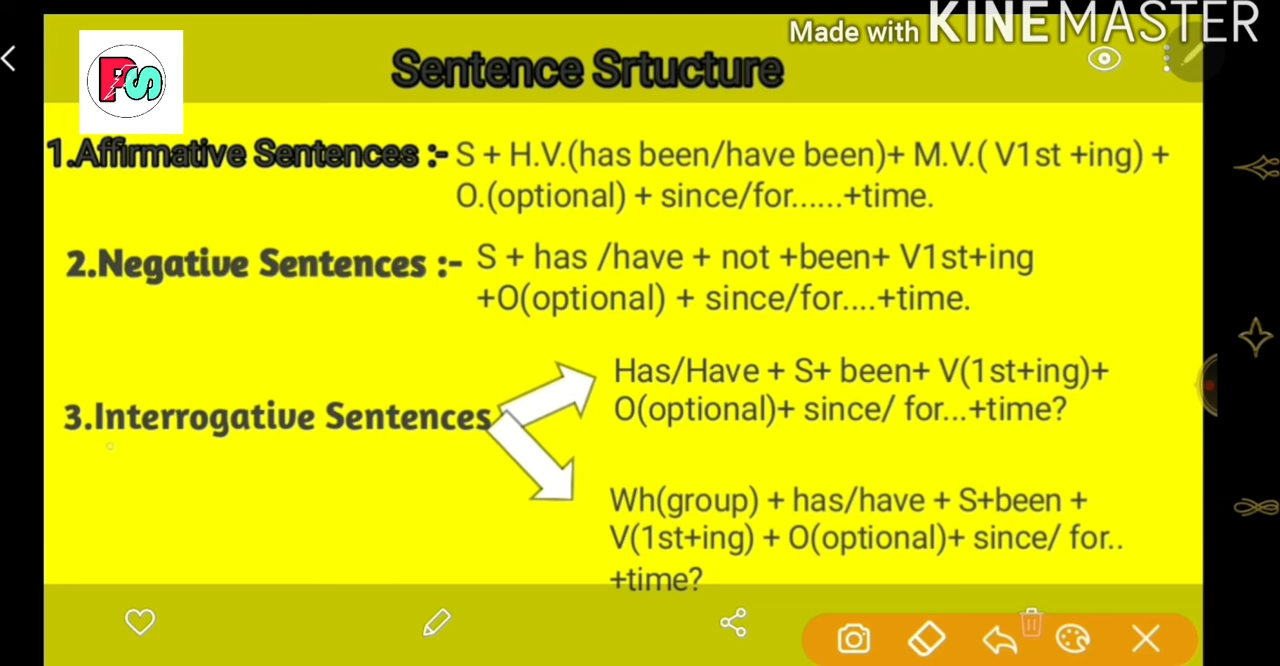 Made with KINEMASTER
PS
Sentence Srtucture
1.Affirmative Sentences :- S + H.V.(has been/have been)+ M.V.( V1st +ing) +
O.(optional) + since/for......+time.
2.Negative Sentences :- S + has /have + not +been+ V1st+ing
+O(optional) + since/for....+time.
Has/Have + S+ been+ V(1st+ing)+
O(optional)+ since/ for...+time?
3.Interrogative Sentences
Wh(group) + has/have + S+been +
V(1st+ing) + O(optional)+ since/ for..
+time?